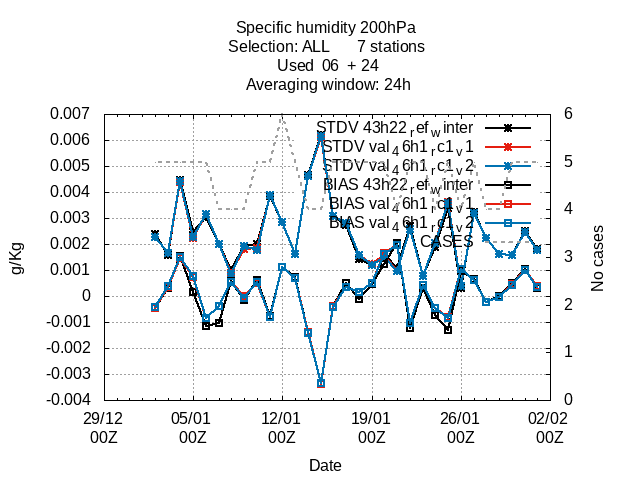 Specific humidity 200hPa
Selection: ALL 7 stations
Used 06 + 24
Averaging window: 24h
0.007
0.006
0.005
0.004
0.003
0.002
0.001
0
-0.001
-0.002
-0.003
-0.004
g/Kg
6
5
4
3
2
1
0
No cases
STDV 43h22_ref_winter
STDV val_46h1_rc1_v1
STDV val_46h1_rc1_v2
BIAS 43h22_ref_winter
BIAS val_46h1_rc1_v1
BIAS val_46h1_rc1_v2
CASES
29/12 05/01 12/01 19/01 26/01 02/02
00Z 00Z 00Z 00Z 00Z 00Z
Date